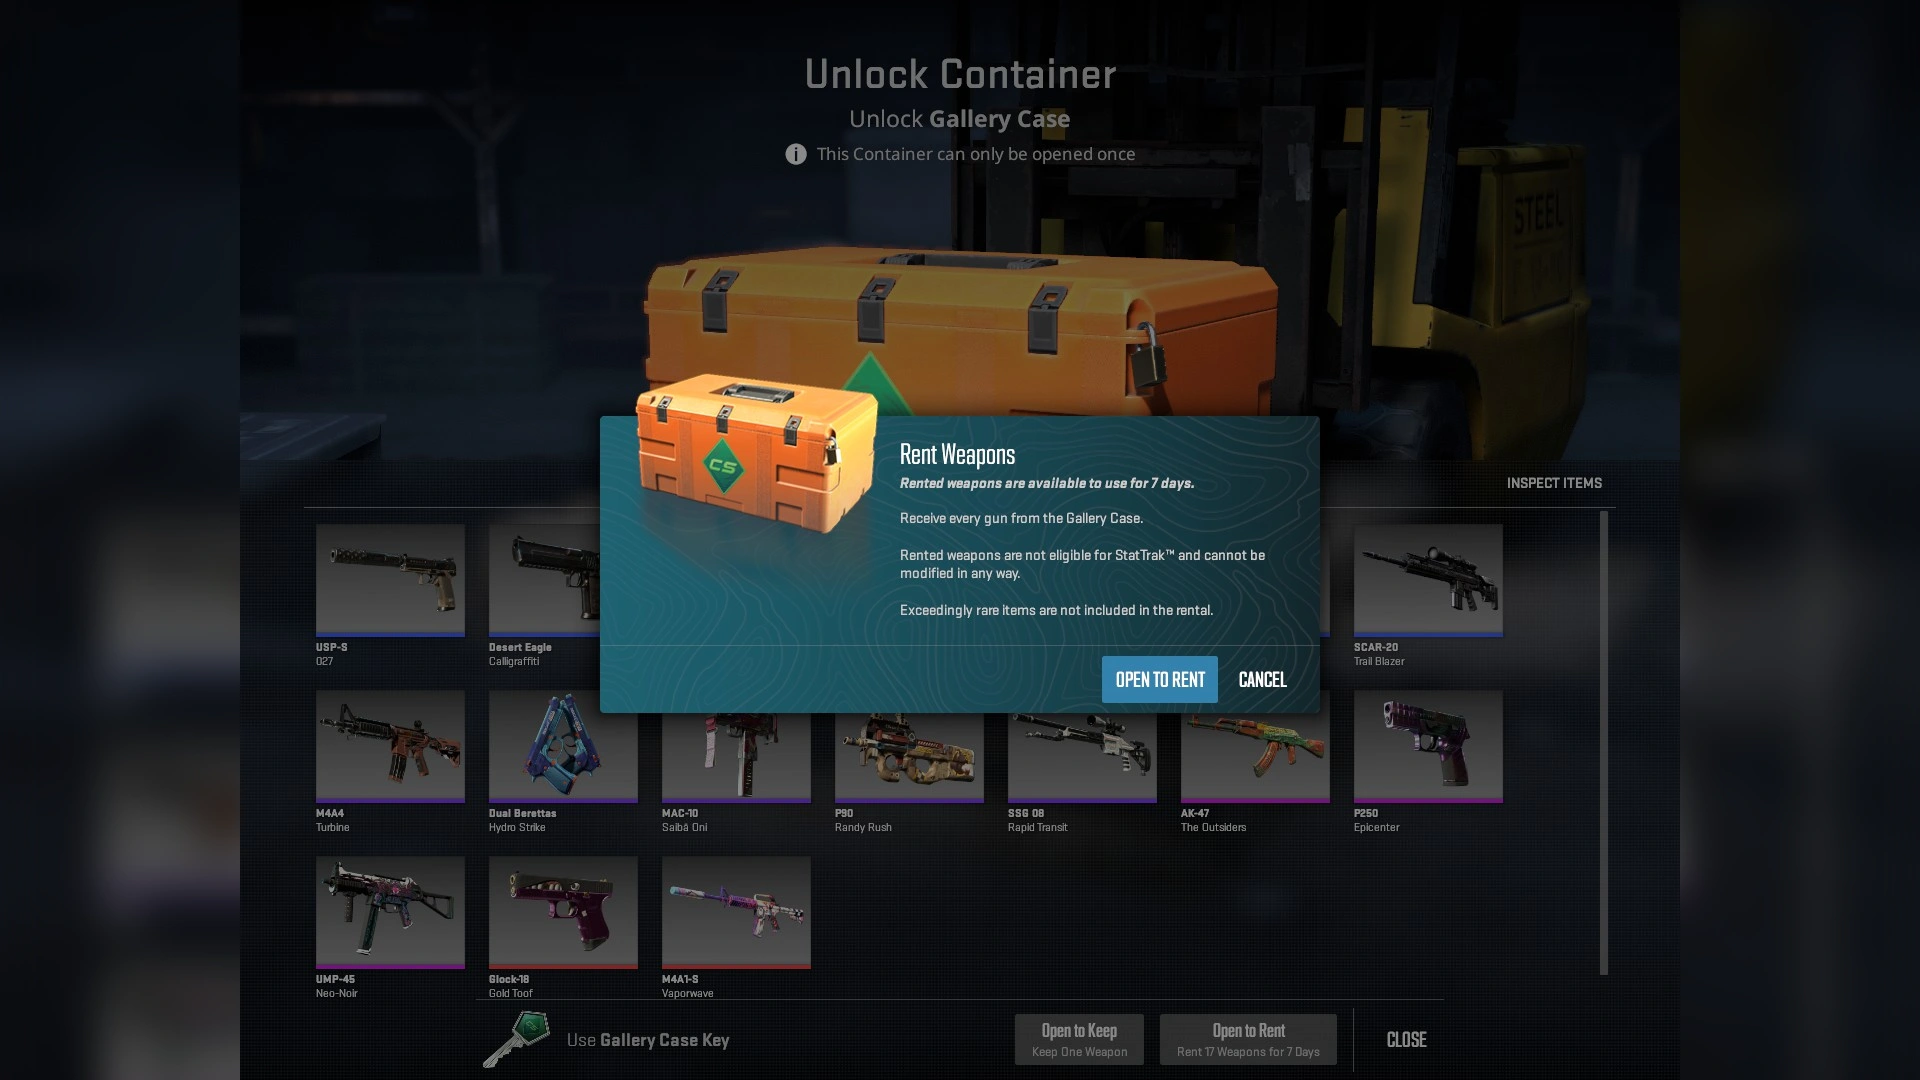 Unlock Container
Unlock Gallery Case
This Container can only be opened once
STEEL
CS
Rent Weapons
Rented weapons are available to use for 7 days.
Receive every gun from the Gallery Case.
Rented weapons are not eligible for StatTrak™ and cannot be
modified in any way.
Exceedingly rare items are not included in the rental.
OPEN TO RENT
CANCEL
INSPECT ITEMS
USP-S
027
Desert Eagle
Calligraffiti
SCAR-20
Trail Blazer
M4A4
Turbine
Dual Berettas
Hydro Strike
MAC-10
Saibā Oni
P90
Randy Rush
SSG 08
Rapid Transit
AK-47
The Outsiders
P250
Epicenter
UMP-45
Neo-Noir
Glock-18
Gold Toof
M4A1-S
Vaporwave
Use Gallery Case Key
Open to Keep
Keep One Weapon
Open to Rent
Rent 17 Weapons for 7 Days
CLOSE